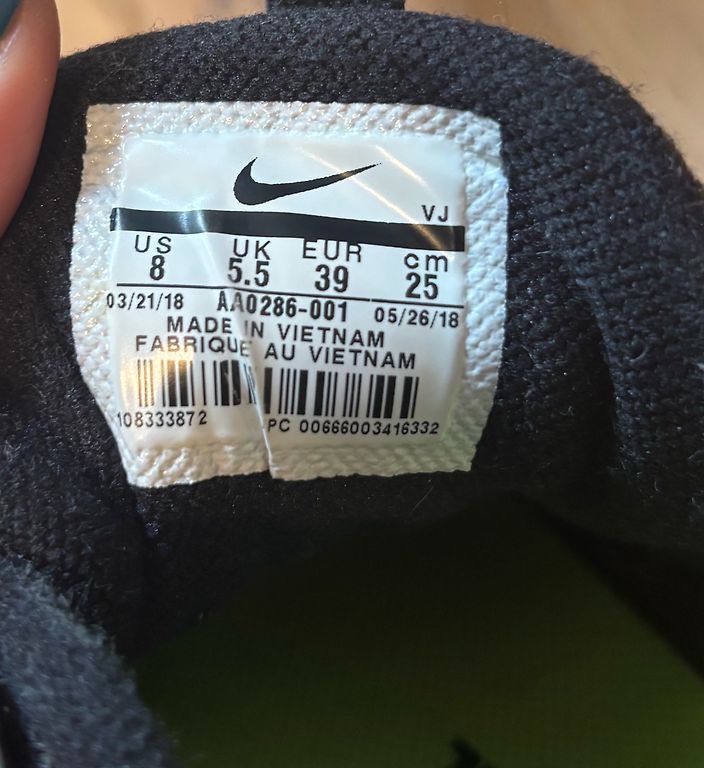 VJ
US UK EUR cm
8 5.5 39 25
03/21/18 AA0286-001 05/26/18
MADE IN VIETNAM
FABRIQUE AU VIETNAM
108333872 PC 00666003416332